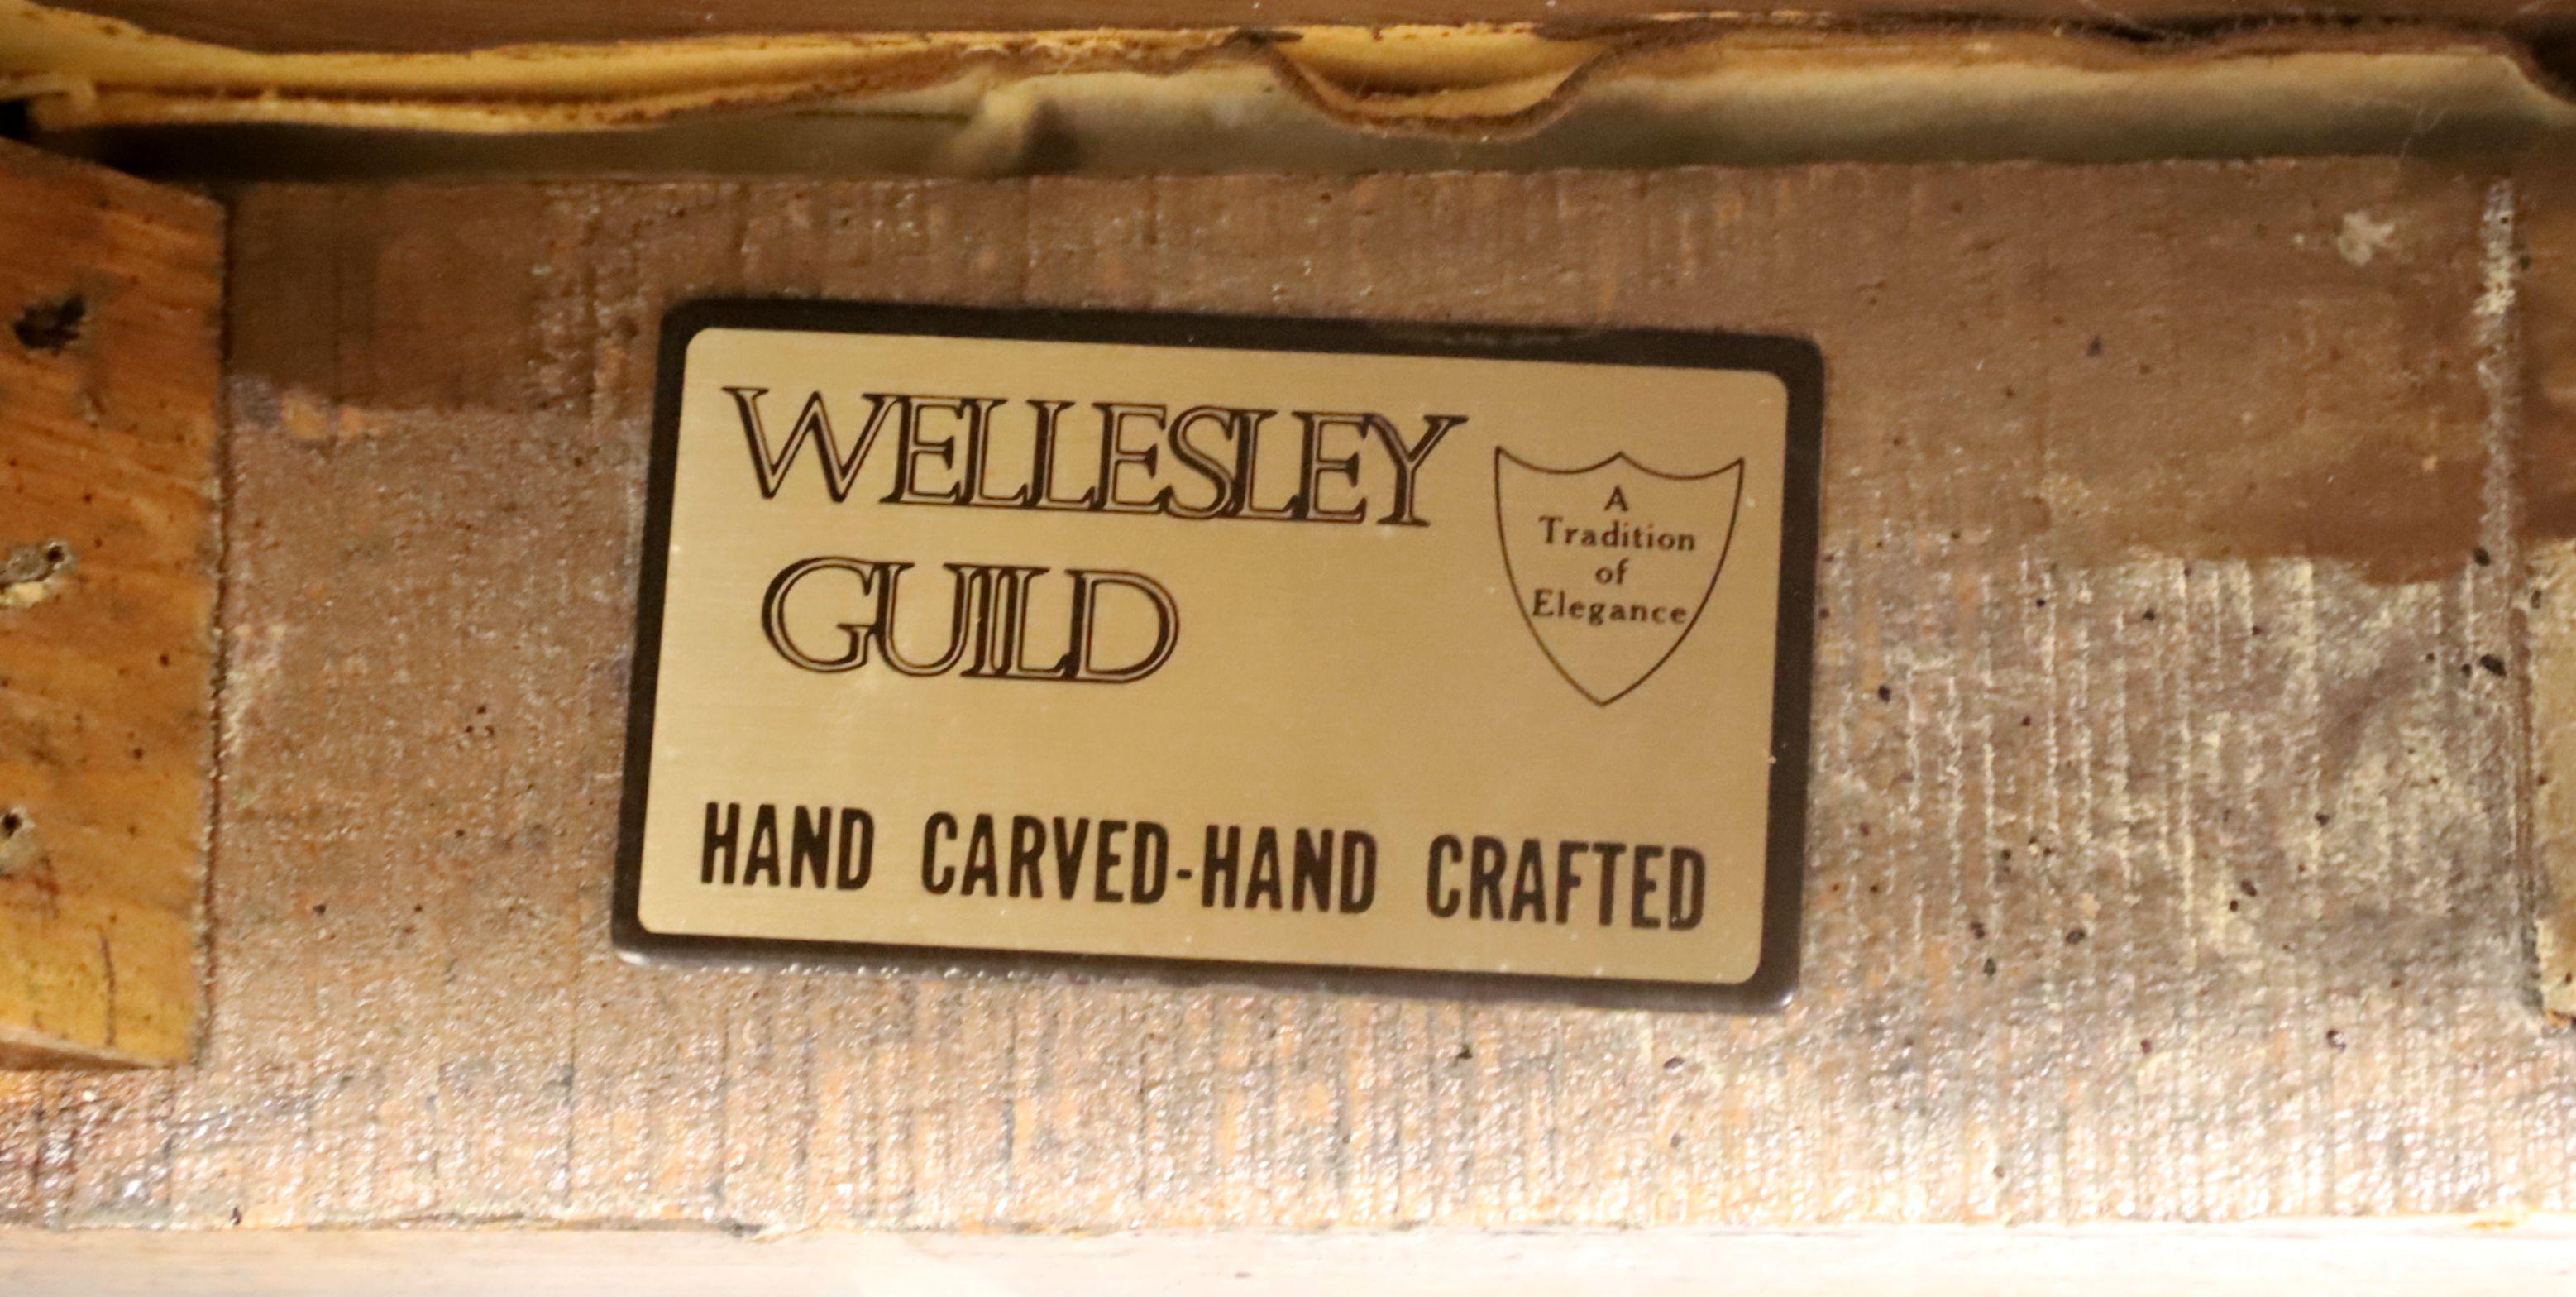 WELLESLEY
GUILD
A
Tradition
of
Elegance
HAND CARVED-HAND CRAFTED